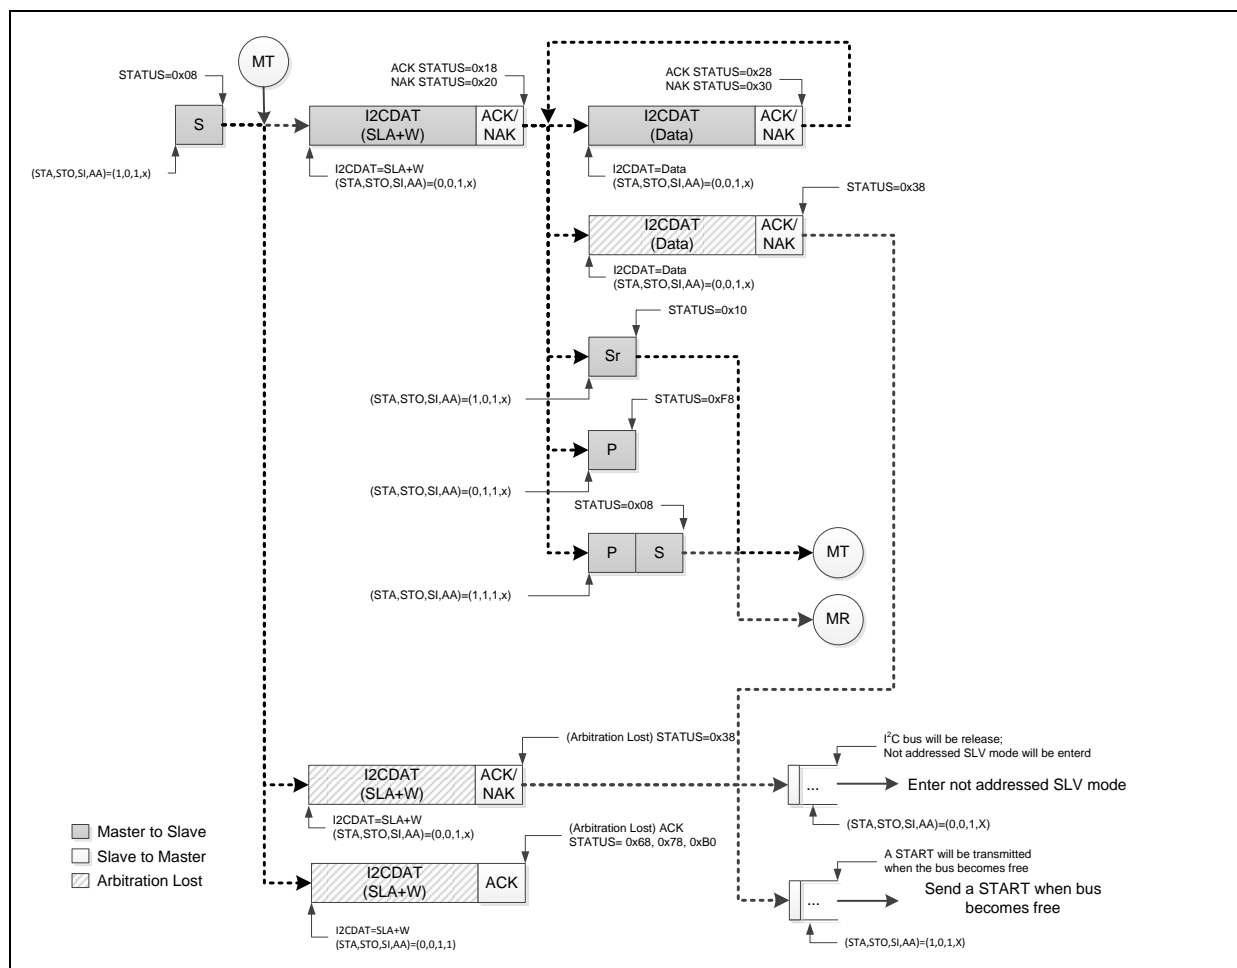 MT
STATUS=0x08
S
(STA,STO,SI,AA)=(1,0,1,x)
ACK STATUS=0x18
NAK STATUS=0x20
I2CDAT
(SLA+W)
ACK/
NAK
I2CDAT=SLA+W
(STA,STO,SI,AA)=(0,0,1,x)
ACK STATUS=0x28
NAK STATUS=0x30
I2CDAT
(Data)
ACK/
NAK
I2CDAT=Data
(STA,STO,SI,AA)=(0,0,1,x)
STATUS=0x38
I2CDAT
(Data)
ACK/
NAK
I2CDAT=Data
(STA,STO,SI,AA)=(0,0,1,x)
STATUS=0x10
Sr
(STA,STO,SI,AA)=(1,0,1,x)
STATUS=0xF8
P
(STA,STO,SI,AA)=(0,1,1,x)
STATUS=0x08
P S
(STA,STO,SI,AA)=(1,1,1,x)
MT
MR
(Arbitration Lost) STATUS=0x38
I2CDAT
(SLA+W)
ACK/
NAK
I2CDAT=SLA+W
(STA,STO,SI,AA)=(0,0,1,x)
I²C bus will be release;
Not addressed SLV mode will be enterd
...
Enter not addressed SLV mode
(STA,STO,SI,AA)=(0,0,1,X)
(Arbitration Lost) ACK
STATUS= 0x68, 0x78, 0xB0
I2CDAT
(SLA+W)
ACK
I2CDAT=SLA+W
(STA,STO,SI,AA)=(0,0,1,1)
A START will be transmitted
when the bus becomes free
...
Send a START when bus
becomes free
(STA,STO,SI,AA)=(1,0,1,X)
Master to Slave
Slave to Master
Arbitration Lost